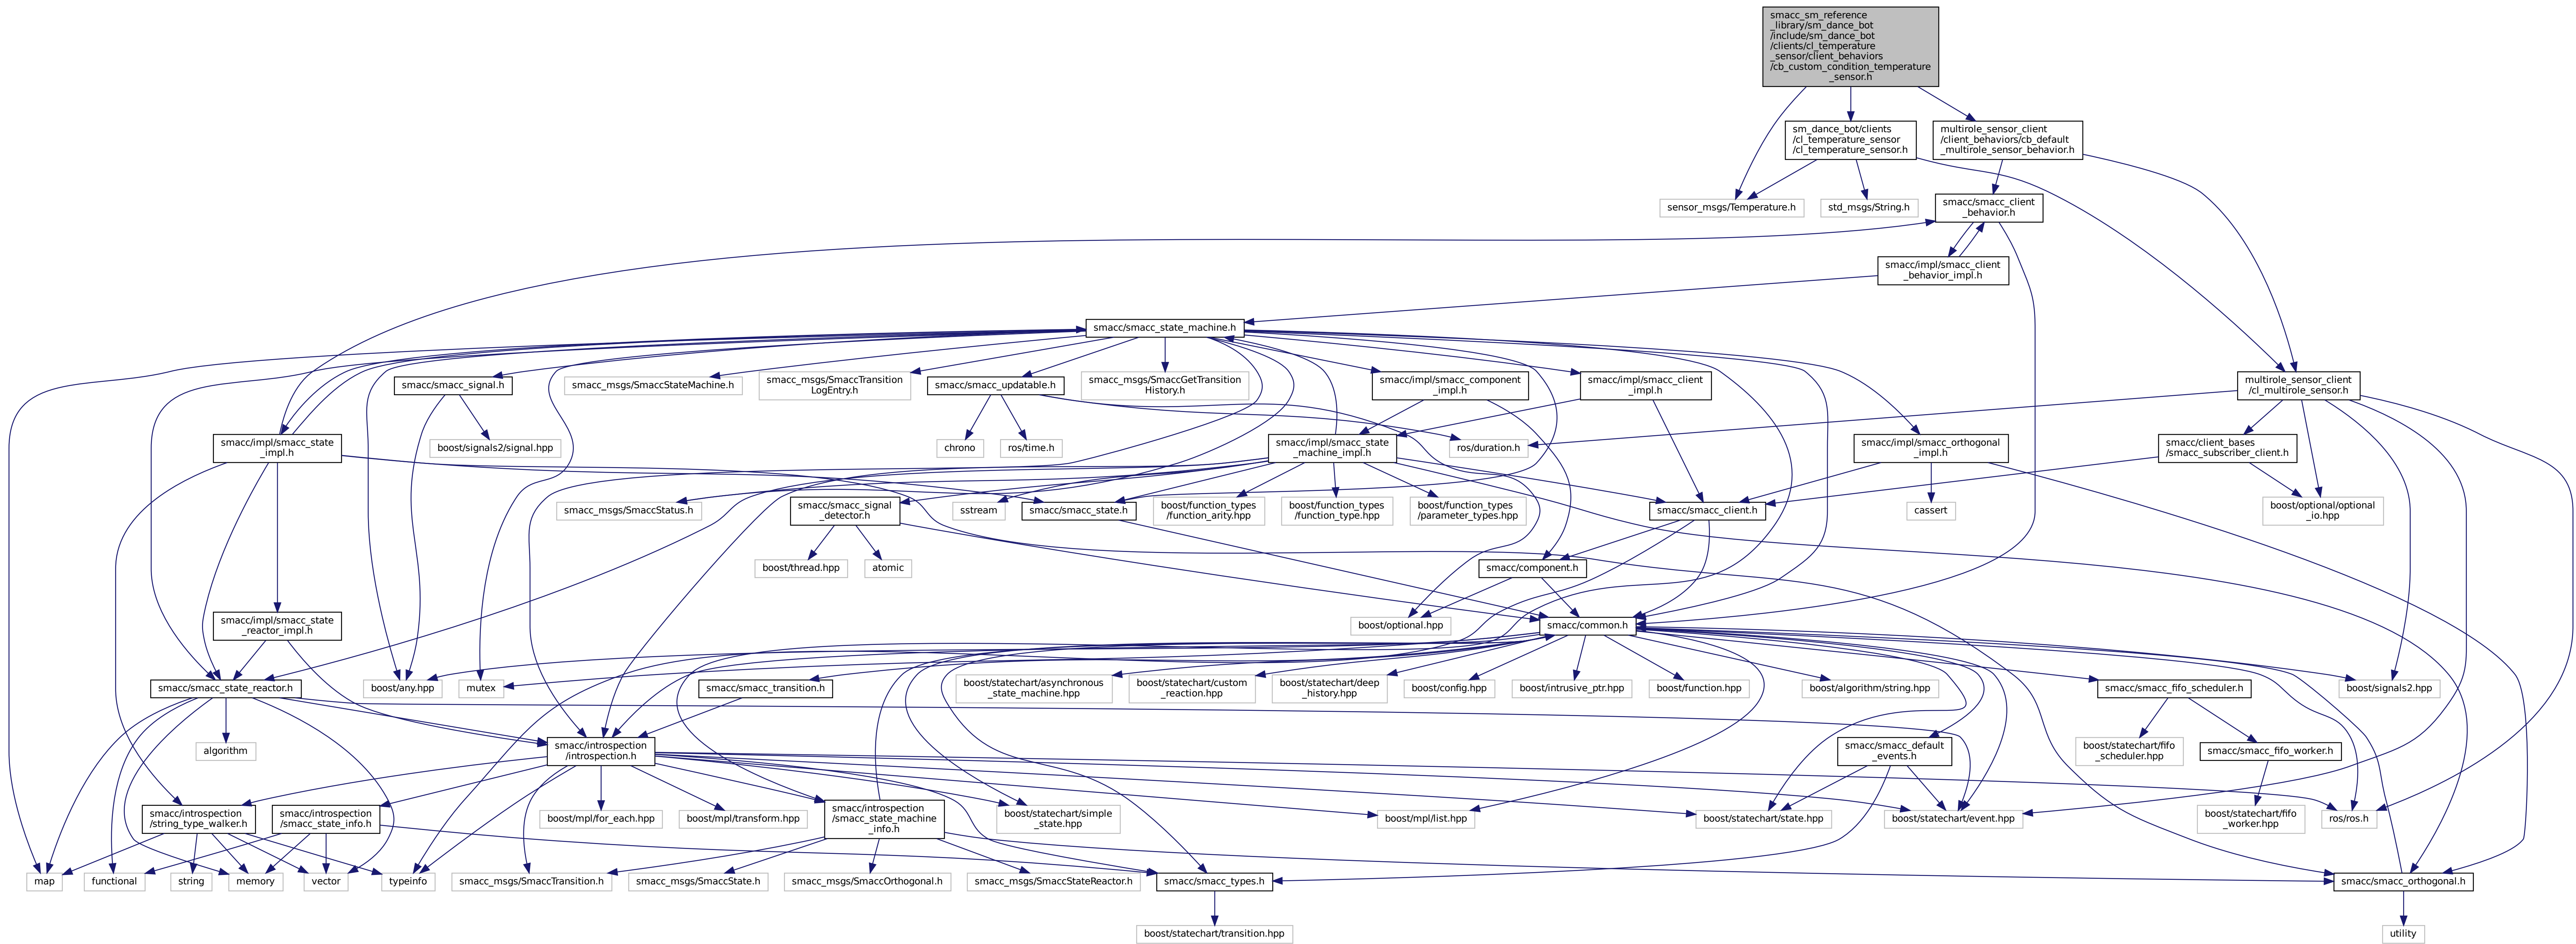 smacc_sm_reference
_library/sm_dance_bot
/include/sm_dance_bot
/clients/cl_temperature
_sensor/client_behaviors
/cb_custom_condition_temperature
_sensor.h
sm_dance_bot/clients
/cl_temperature_sensor
/cl_temperature_sensor.h
multirole_sensor_client
/client_behaviors/cb_default
_multirole_sensor_behavior.h
sensor_msgs/Temperature.h
std_msgs/String.h
smacc/smacc_client
_behavior.h
smacc/impl/smacc_client
_behavior_impl.h
smacc/smacc_state_machine.h
smacc/smacc_signal.h
smacc_msgs/SmaccStateMachine.h
smacc_msgs/SmaccTransition
LogEntry.h
smacc/smacc_updatable.h
smacc_msgs/SmaccGetTransition
History.h
smacc/impl/smacc_component
_impl.h
smacc/impl/smacc_client
_impl.h
multirole_sensor_client
/cl_multirole_sensor.h
smacc/impl/smacc_state
_impl.h
boost/signals2/signal.hpp
chrono
ros/time.h
smacc/impl/smacc_state
_machine_impl.h
ros/duration.h
smacc/impl/smacc_orthogonal
_impl.h
smacc/client_bases
/smacc_subscriber_client.h
smacc_msgs/SmaccStatus.h
smacc/smacc_signal
_detector.h
sstream
smacc/smacc_state.h
boost/function_types
/function_arity.hpp
boost/function_types
/function_type.hpp
boost/function_types
/parameter_types.hpp
smacc/smacc_client.h
cassert
boost/optional/optional
_io.hpp
boost/thread.hpp
atomic
smacc/component.h
smacc/impl/smacc_state
_reactor_impl.h
boost/optional.hpp
smacc/common.h
smacc/smacc_state_reactor.h
boost/any.hpp
mutex
smacc/smacc_transition.h
boost/statechart/asynchronous
_state_machine.hpp
boost/statechart/custom
_reaction.hpp
boost/statechart/deep
_history.hpp
boost/config.hpp
boost/intrusive_ptr.hpp
boost/function.hpp
boost/algorithm/string.hpp
smacc/smacc_fifo_scheduler.h
boost/signals2.hpp
algorithm
smacc/introspection
/introspection.h
smacc/smacc_default
_events.h
boost/statechart/fifo
_scheduler.hpp
smacc/smacc_fifo_worker.h
smacc/introspection
/string_type_walker.h
smacc/introspection
/smacc_state_info.h
boost/mpl/for_each.hpp
boost/mpl/transform.hpp
smacc/introspection
/smacc_state_machine
_info.h
boost/statechart/simple
_state.hpp
boost/mpl/list.hpp
boost/statechart/state.hpp
boost/statechart/event.hpp
boost/statechart/fifo
_worker.hpp
ros/ros.h
map
functional
string
memory
vector
typeinfo
smacc_msgs/SmaccTransition.h
smacc_msgs/SmaccState.h
smacc_msgs/SmaccOrthogonal.h
smacc_msgs/SmaccStateReactor.h
smacc/smacc_types.h
smacc/smacc_orthogonal.h
boost/statechart/transition.hpp
utility